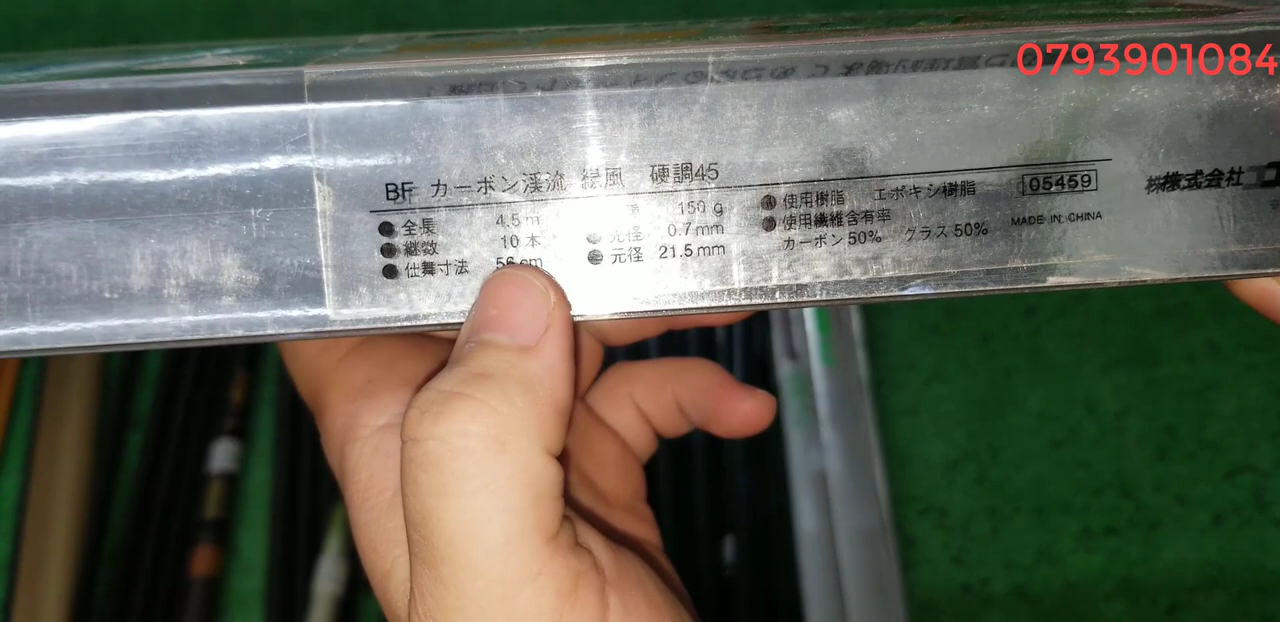 0793901084
BF カーボン渓流 緑風 硬調45
●全長 4.5m
●継数 10本
●仕舞寸法 56cm
150g
●先径 0.7mm
●元径 21.5mm
●使用樹脂 エポキシ樹脂
●使用繊維含有率
カーボン50% グラス50%
05459
MADE IN CHINA
株式会社